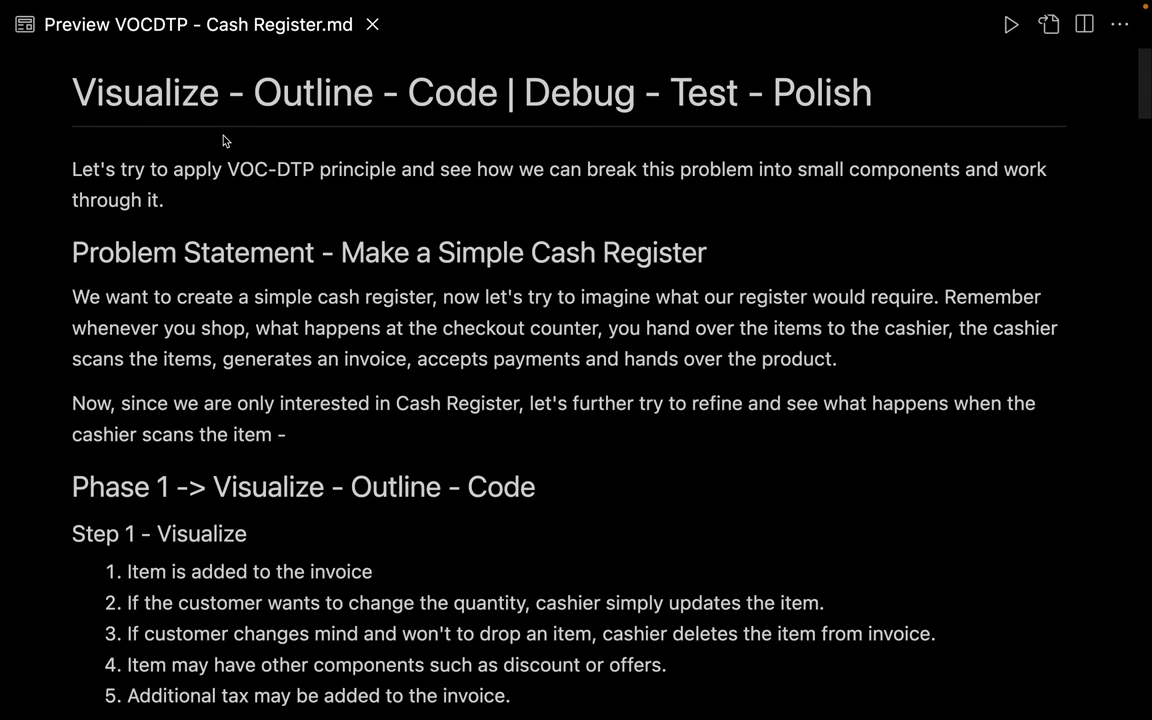 Preview VOCDTP - Cash Register.md
Visualize - Outline - Code | Debug - Test - Polish
Let's try to apply VOC-DTP principle and see how we can break this problem into small components and work
through it.
Problem Statement - Make a Simple Cash Register
We want to create a simple cash register, now let's try to imagine what our register would require. Remember
whenever you shop, what happens at the checkout counter, you hand over the items to the cashier, the cashier
scans the items, generates an invoice, accepts payments and hands over the product.
Now, since we are only interested in Cash Register, let's further try to refine and see what happens when the
cashier scans the item -
Phase 1 -> Visualize - Outline - Code
Step 1 - Visualize
1. Item is added to the invoice
2. If the customer wants to change the quantity, cashier simply updates the item.
3. If customer changes mind and won't to drop an item, cashier deletes the item from invoice.
4. Item may have other components such as discount or offers.
5. Additional tax may be added to the invoice.